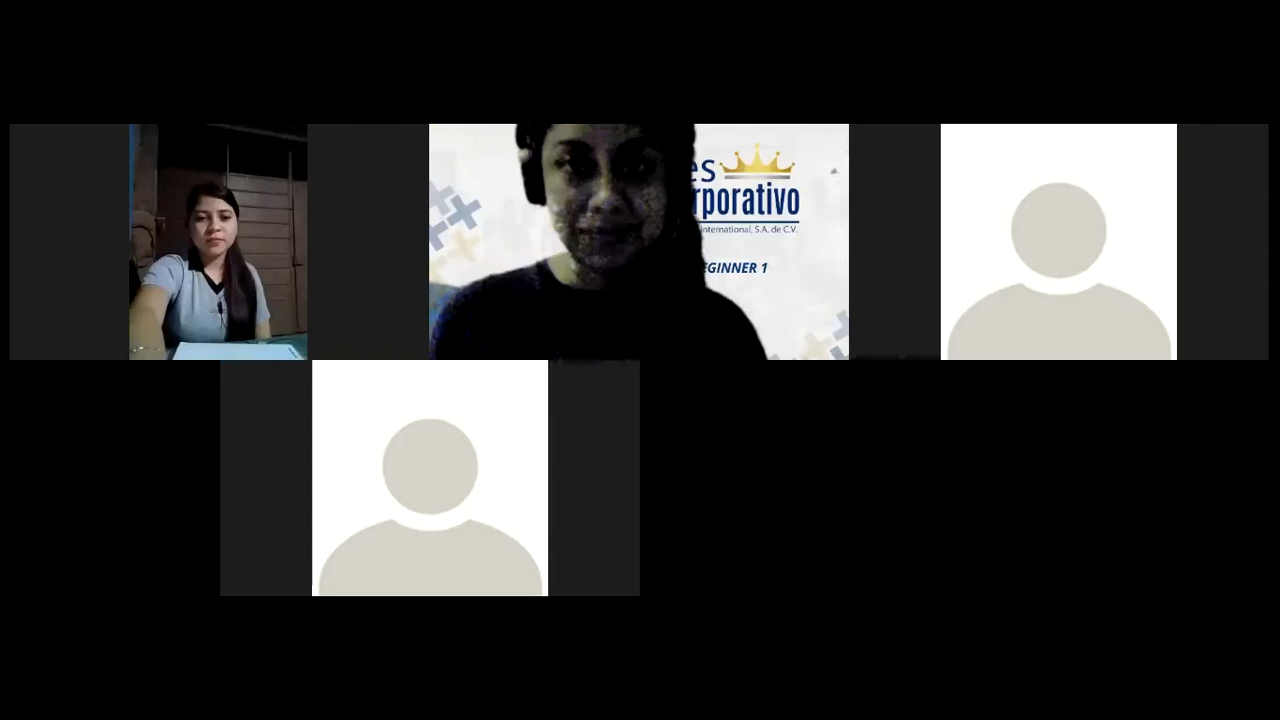 es
rporativo
International, S.A. de C.V.
EGINNER 1